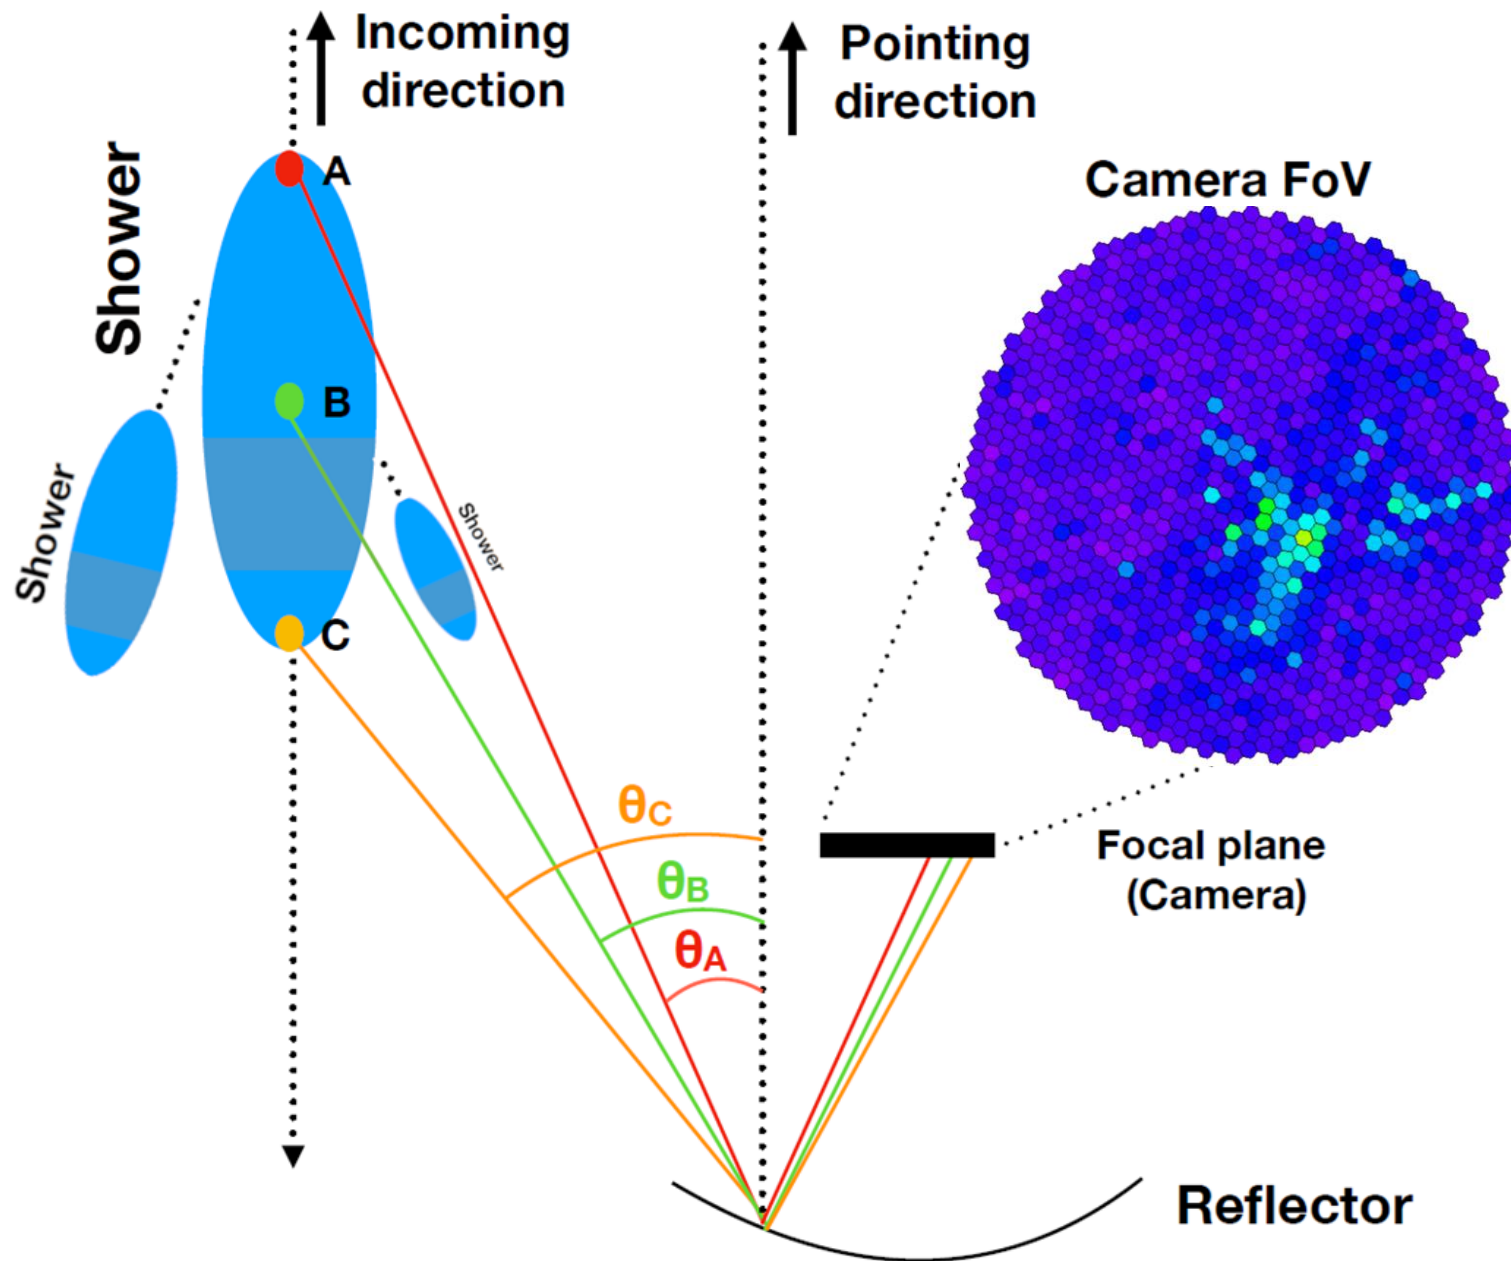 Incoming
direction
Pointing
direction
Shower
A
Camera FoV
B
Shower
Shower
C
θC
θB
θA
Focal plane
(Camera)
Reflector